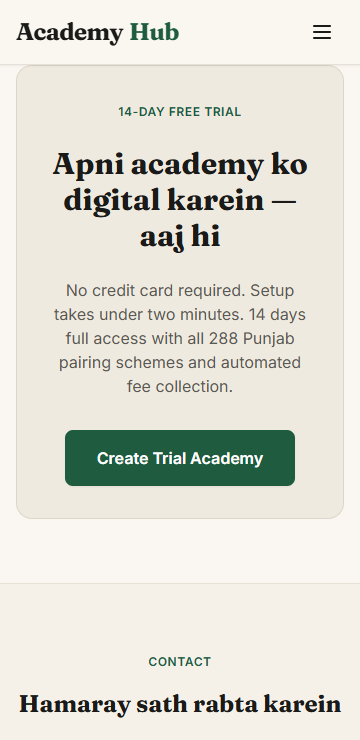 Academy Hub
14-DAY FREE TRIAL
Apni academy ko
digital karein —
aaj hi
No credit card required. Setup
takes under two minutes. 14 days
full access with all 288 Punjab
pairing schemes and automated
fee collection.
Create Trial Academy
CONTACT
Hamaray sath rabta karein